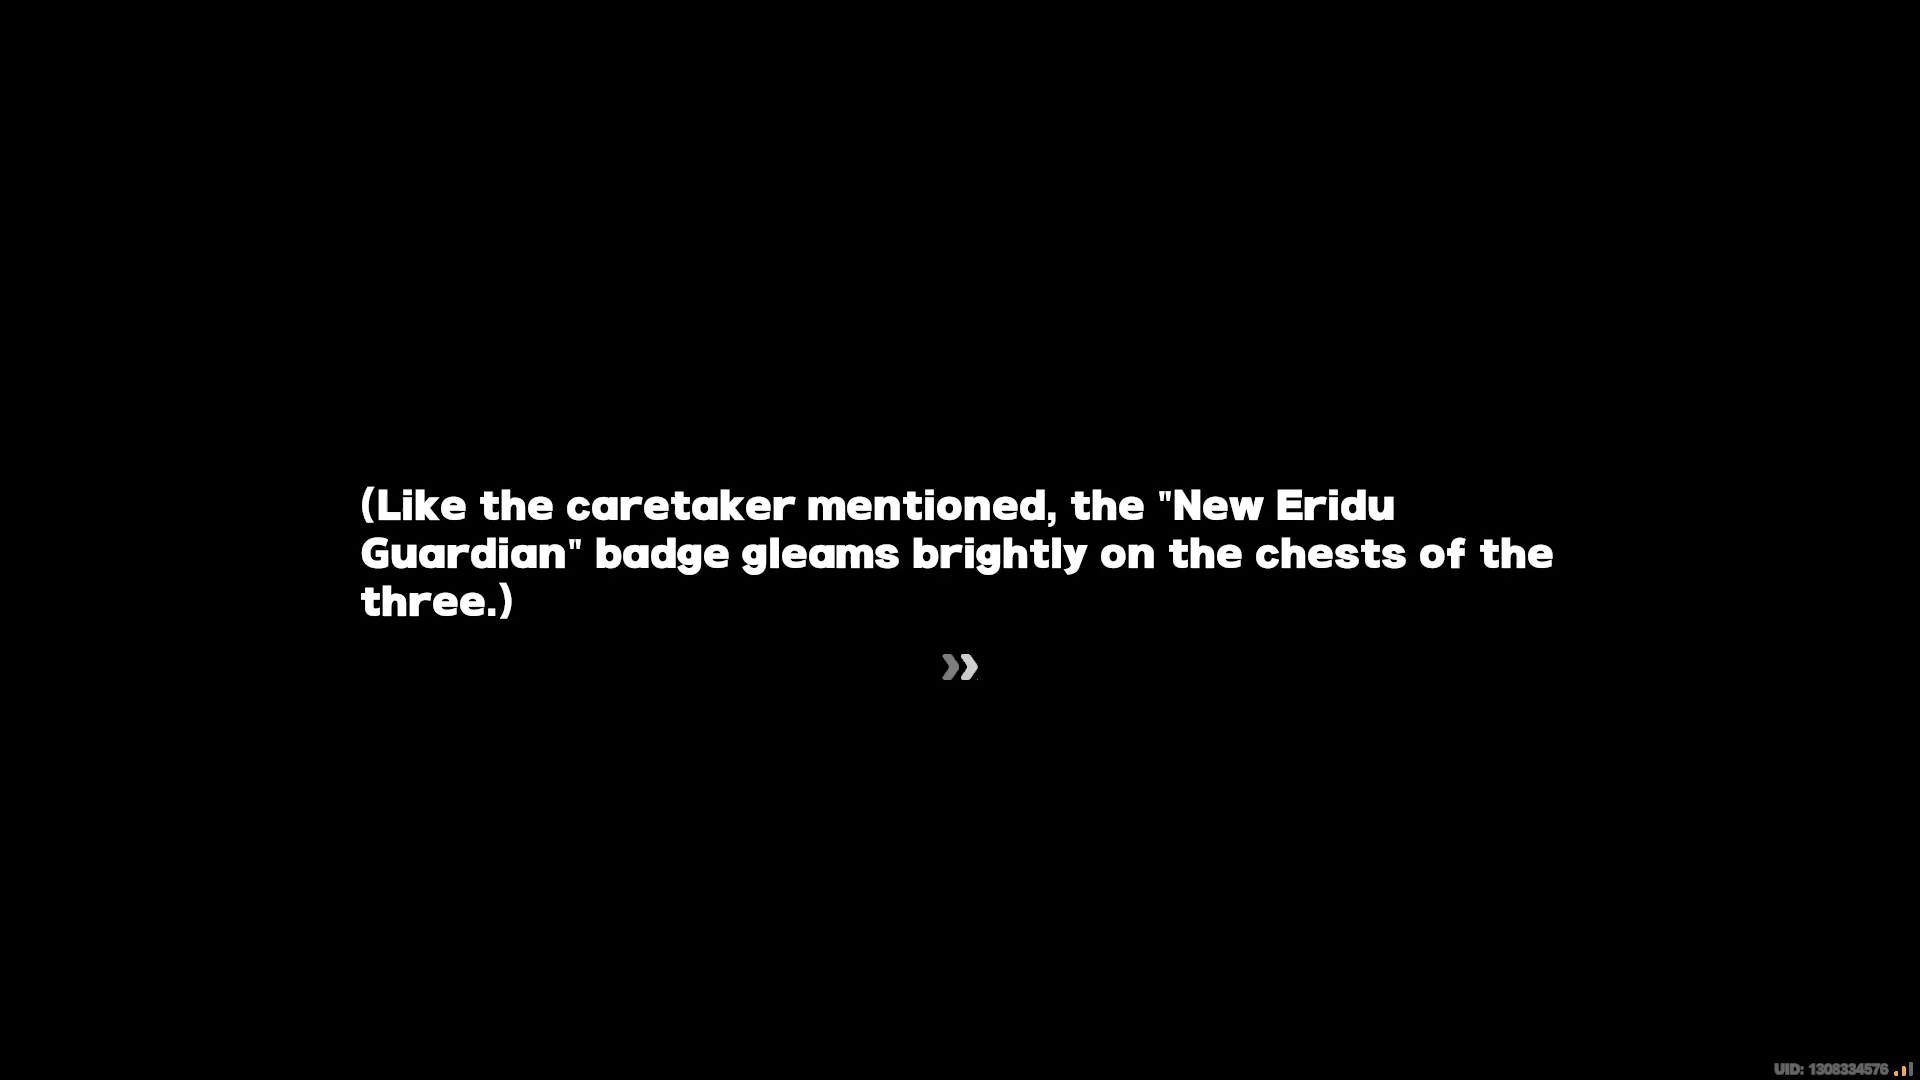 (Like the caretaker mentioned, the "New Eridu
Guardian" badge gleams brightly on the chests of the
three.)
UID: 1308334576